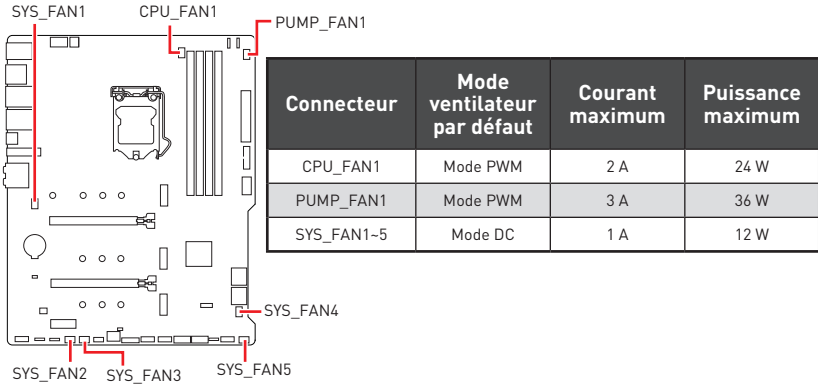 SYS_FAN1
CPU_FAN1
PUMP_FAN1
Connecteur
Mode
ventilateur
par défaut
Courant
maximum
Puissance
maximum
CPU_FAN1 Mode PWM 2 A 24 W
PUMP_FAN1 Mode PWM 3 A 36 W
SYS_FAN1~5 Mode DC 1 A 12 W
SYS_FAN4
SYS_FAN2
SYS_FAN3
SYS_FAN5